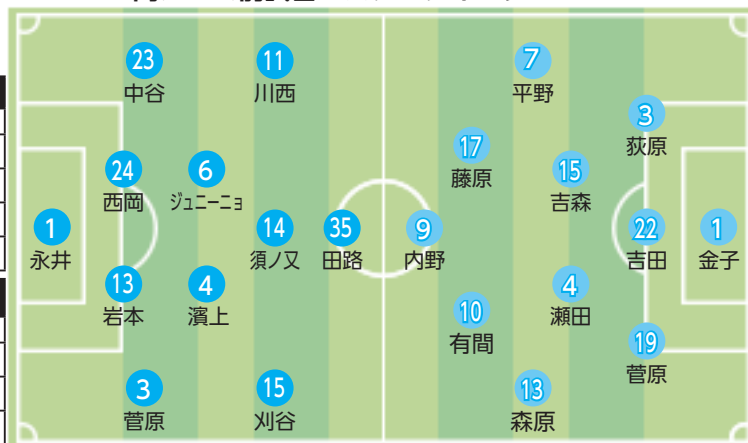 23
中谷
11
川西
24
西岡
6
ジュニーニョ
1
永井
14
須ノ又
35
田路
13
岩本
4
濱上
3
菅原
15
刈谷
7
平野
3
荻原
17
藤原
15
吉森
9
内野
22
吉田
1
金子
10
有間
4
瀬田
19
菅原
13
森原